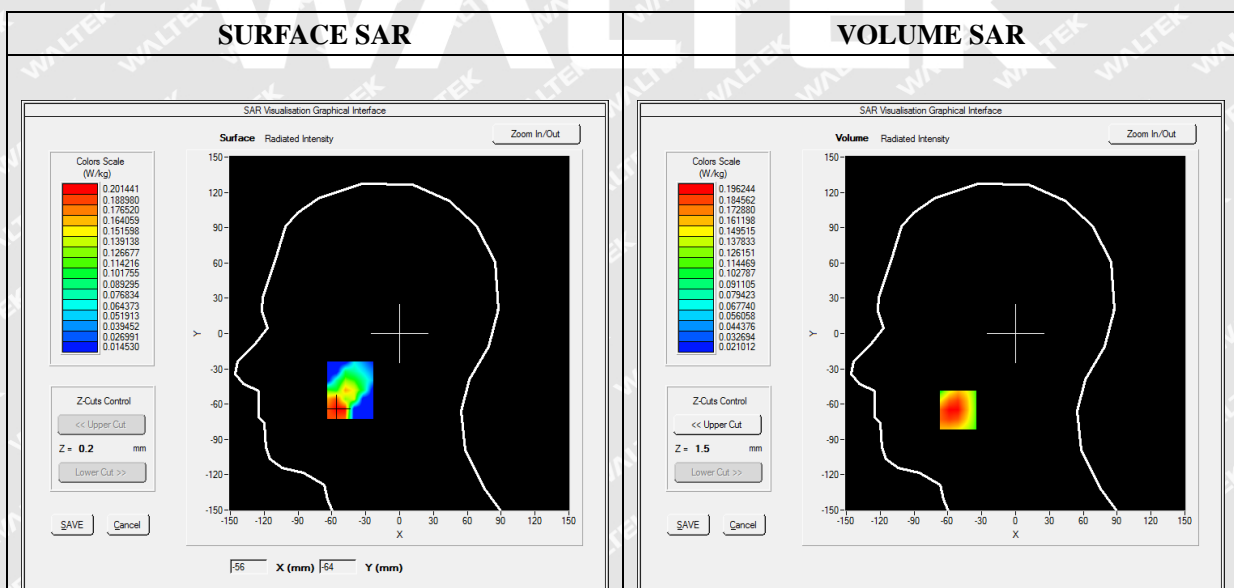 WALTEK
SURFACE SAR
VOLUME SAR
SAR Visualisation Graphical Interface
Surface Radiated Intensity
Zoom In/Out
Colors Scale
(W/kg)
0.201441
0.188980
0.176520
0.164059
0.151598
0.139138
0.126677
0.114216
0.101755
0.089295
0.076834
0.064373
0.051913
0.039452
0.026991
0.014530
Z-Cuts Control
<< Upper Cut
Z = 0.2 mm
Lower Cut >>
SAVE Cancel
150
120
90
60
30
0
-30
-60
-90
-120
-150
Y
-150 -120 -90 -60 -30 0 30 60 90 120 150
X
-56 X (mm) -64 Y (mm)
SAR Visualisation Graphical Interface
Volume Radiated Intensity
Zoom In/Out
Colors Scale
(W/kg)
0.196244
0.184562
0.172880
0.161198
0.149515
0.137833
0.126151
0.114469
0.102787
0.091105
0.079423
0.067740
0.056058
0.044376
0.032694
0.021012
Z-Cuts Control
<< Upper Cut
Z = 1.5 mm
Lower Cut >>
SAVE Cancel
150
120
90
60
30
0
-30
-60
-90
-120
-150
Y
-150 -120 -90 -60 -30 0 30 60 90 120 150
X